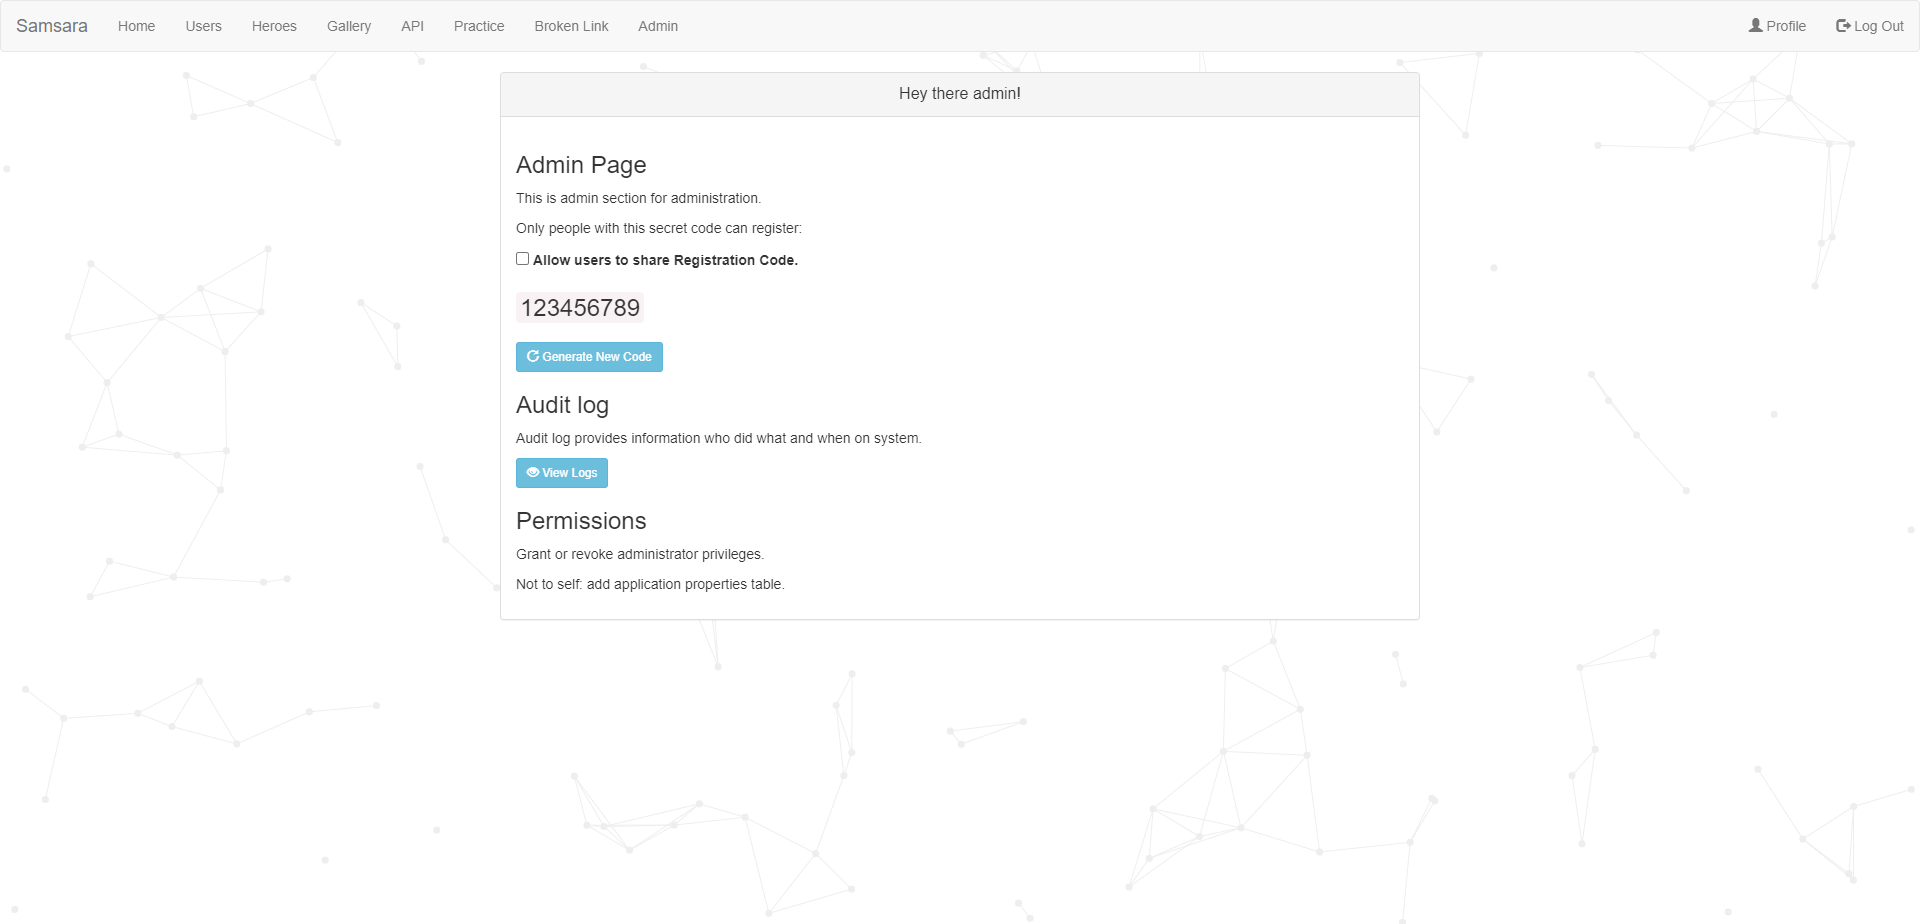 Samsara Home Users Heroes Gallery API Practice Broken Link Admin Profile Log Out
Hey there admin!
Admin Page
This is admin section for administration.
Only people with this secret code can register:
Allow users to share Registration Code.
123456789
Generate New Code
Audit log
Audit log provides information who did what and when on system.
View Logs
Permissions
Grant or revoke administrator privileges.
Not to self: add application properties table.